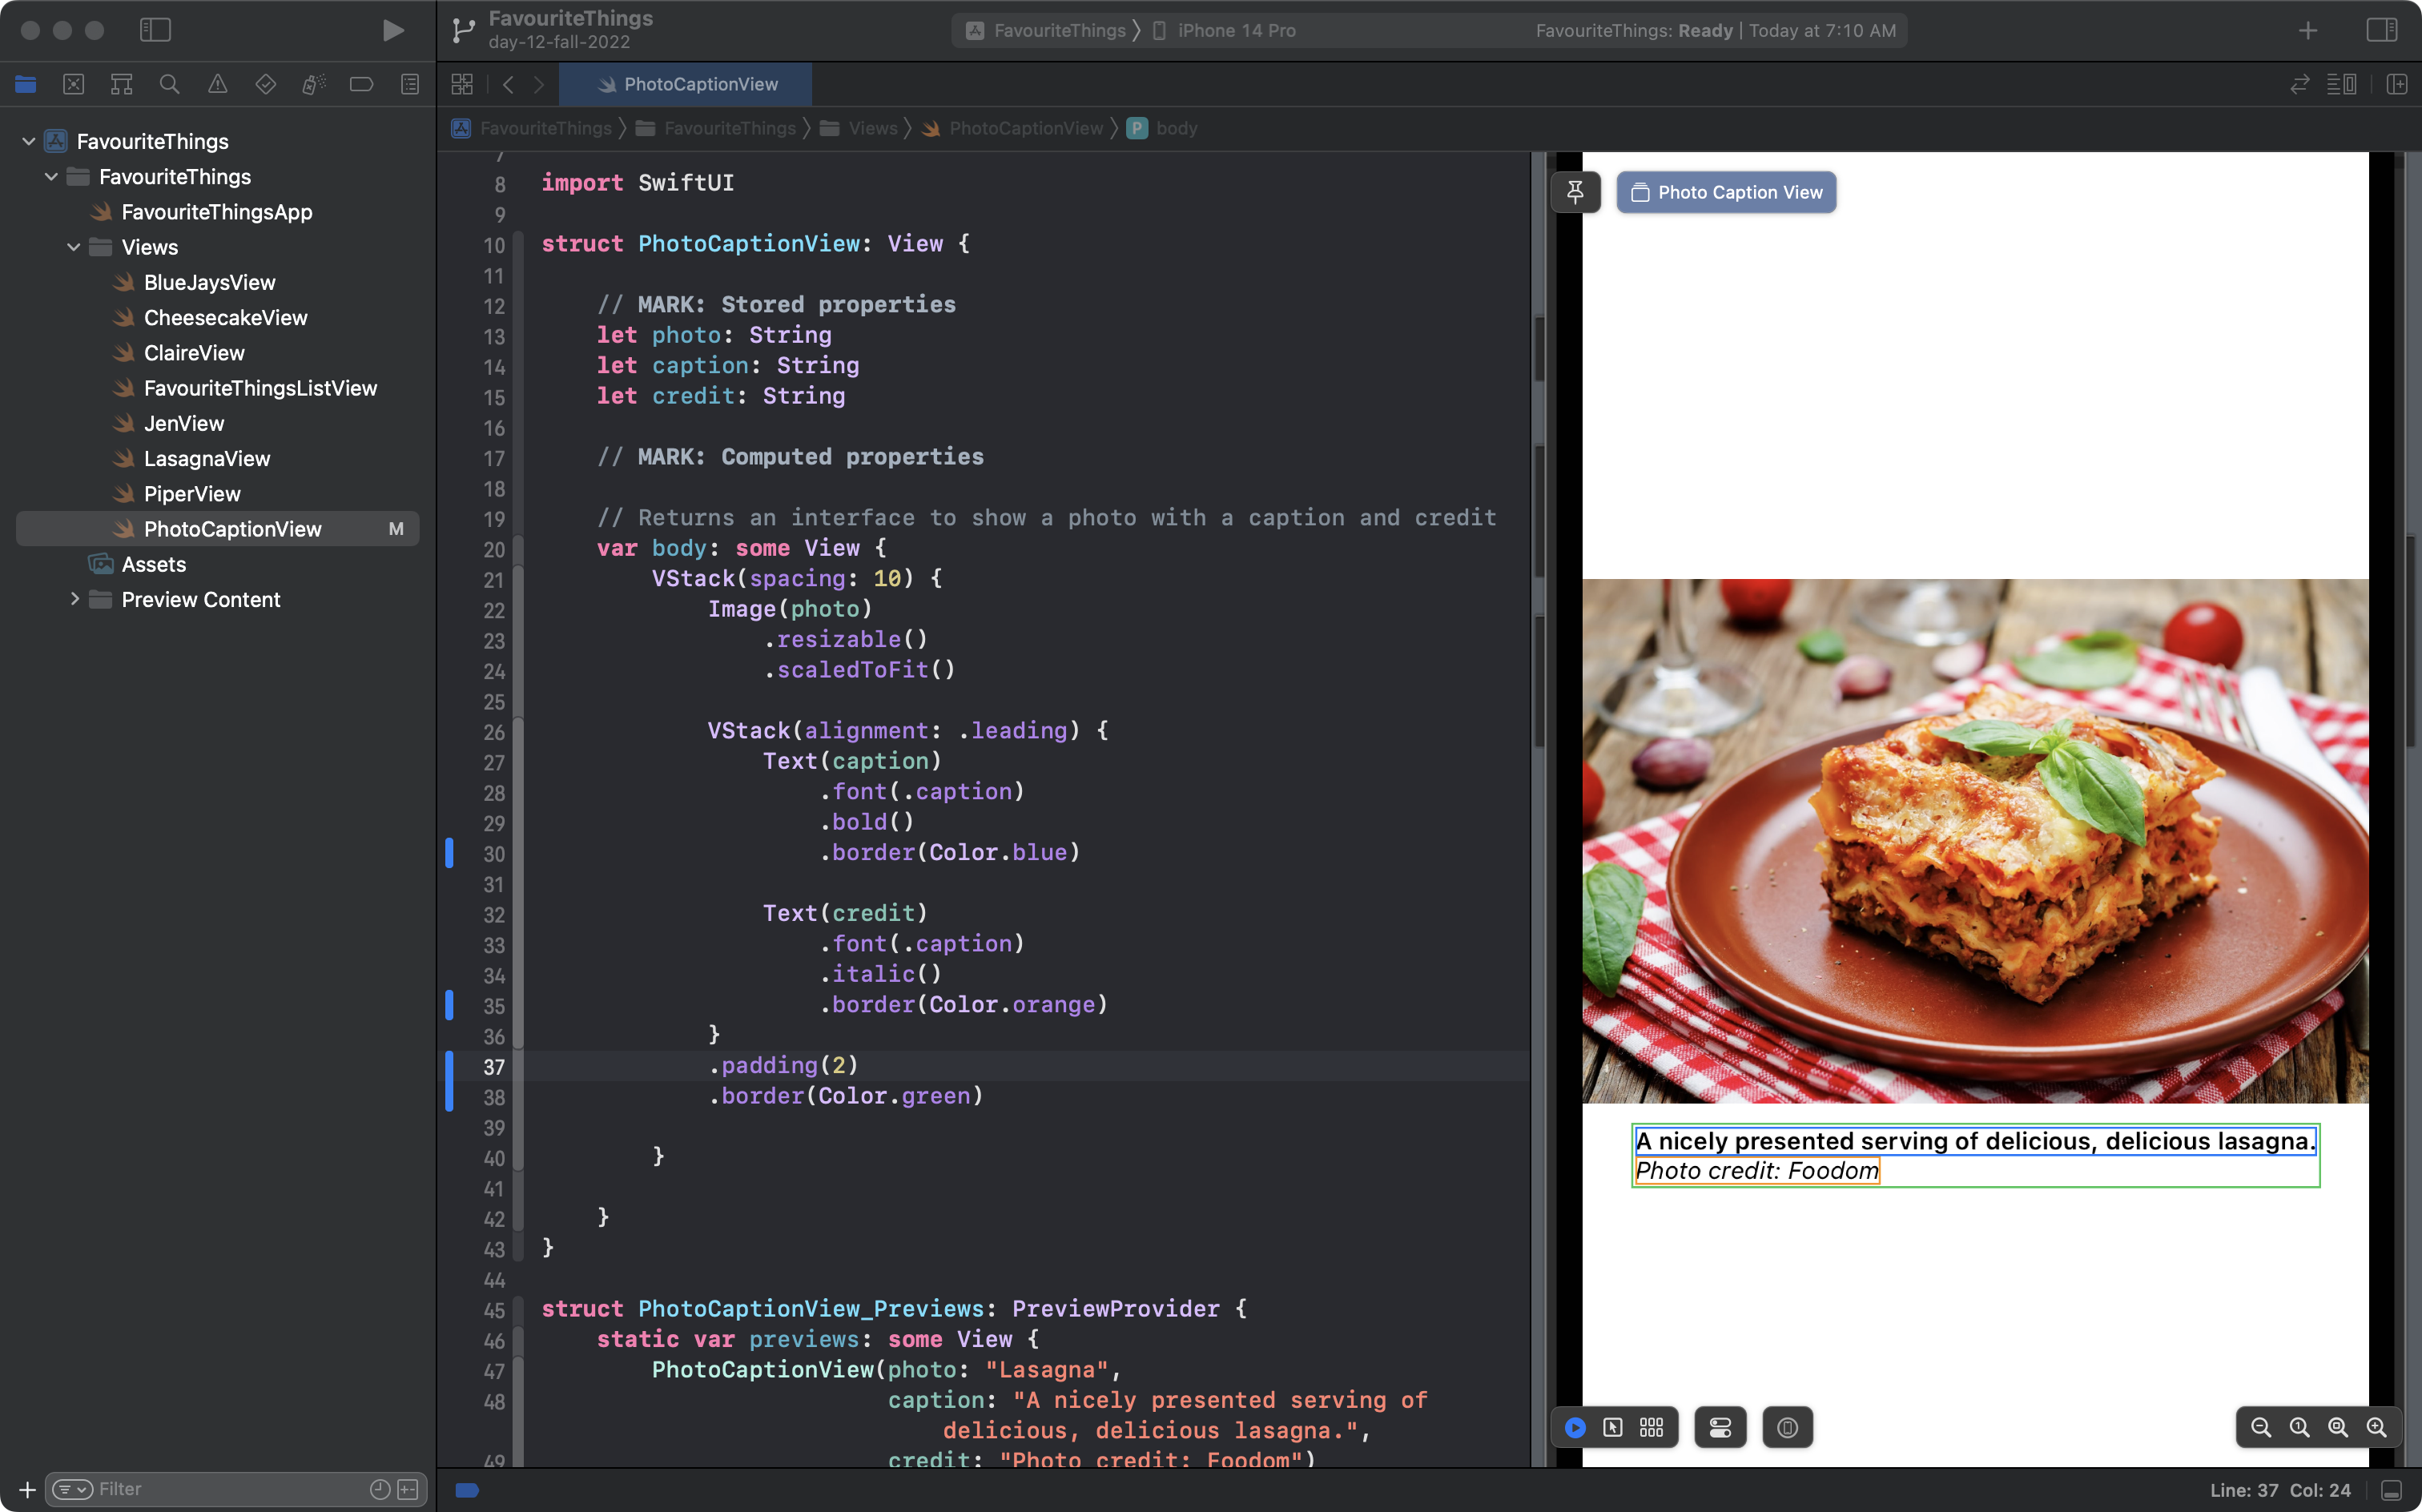 FavouriteThings
day-12-fall-2022
FavouriteThings
iPhone 14 Pro
FavouriteThings: Ready | Today at 7:10 AM
PhotoCaptionView
FavouriteThings
FavouriteThings
Views
PhotoCaptionView
P
body
FavouriteThings
FavouriteThings
FavouriteThingsApp
Views
BlueJaysView
CheesecakeView
ClaireView
FavouriteThingsListView
JenView
LasagnaView
PiperView
PhotoCaptionView M
Assets
Preview Content
Filter
7
8 import SwiftUI
9
10 struct PhotoCaptionView: View {
11
12 // MARK: Stored properties
13 let photo: String
14 let caption: String
15 let credit: String
16
17 // MARK: Computed properties
18
19 // Returns an interface to show a photo with a caption and credit
20 var body: some View {
21 VStack(spacing: 10) {
22 Image(photo)
23 .resizable()
24 .scaledToFit()
25
26 VStack(alignment: .leading) {
27 Text(caption)
28 .font(.caption)
29 .bold()
30 .border(Color.blue)
31
32 Text(credit)
33 .font(.caption)
34 .italic()
35 .border(Color.orange)
36 }
37 .padding(2)
38 .border(Color.green)
39
40 }
41
42 }
43 }
44
45 struct PhotoCaptionView_Previews: PreviewProvider {
46 static var previews: some View {
47 PhotoCaptionView(photo: "Lasagna",
48 caption: "A nicely presented serving of
delicious, delicious lasagna.",
49 credit: "Photo credit: Foodom")
Photo Caption View
A nicely presented serving of delicious, delicious lasagna.
Photo credit: Foodom
Line: 37 Col: 24